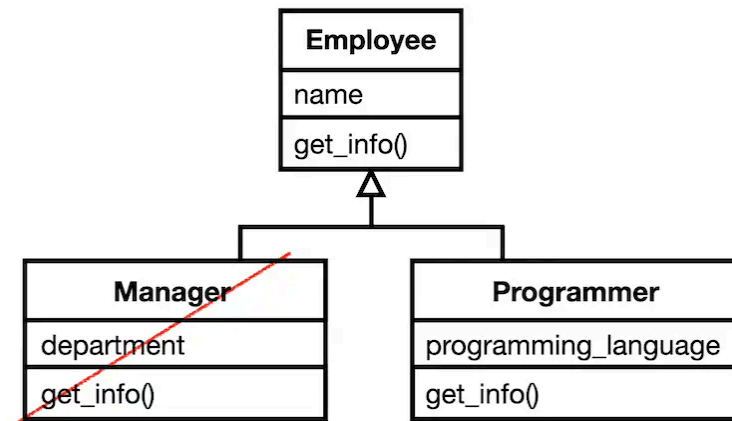 Employee
name
get_info()
Manager
department
get_info()
Programmer
programming_language
get_info()